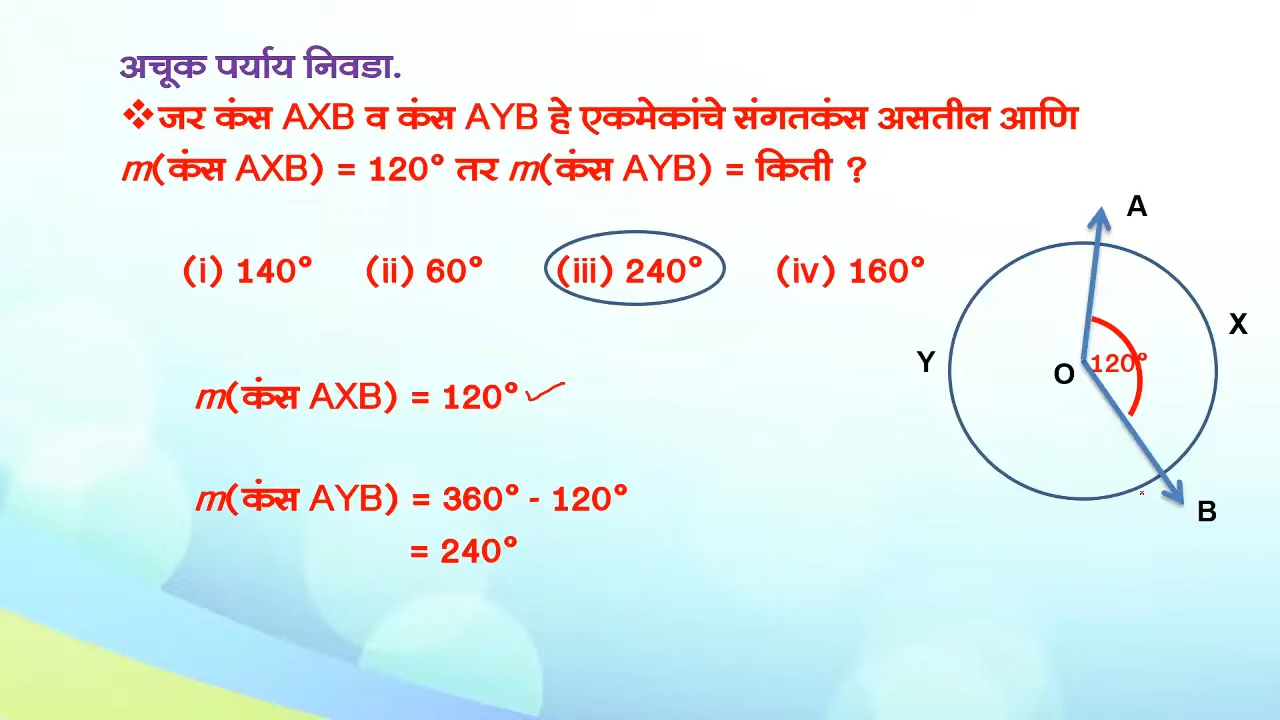 अचूक पर्याय निवडा.
❖जर कंस AXB व कंस AYB हे एकमेकांचे संगतकंस असतील आणि
m(कंस AXB) = 120° तर m(कंस AYB) = किती ?
(i) 140° (ii) 60° (iii) 240° (iv) 160°
A
X
Y
O
120°
B
m(कंस AXB) = 120° ✓
m(कंस AYB) = 360° - 120°
= 240°